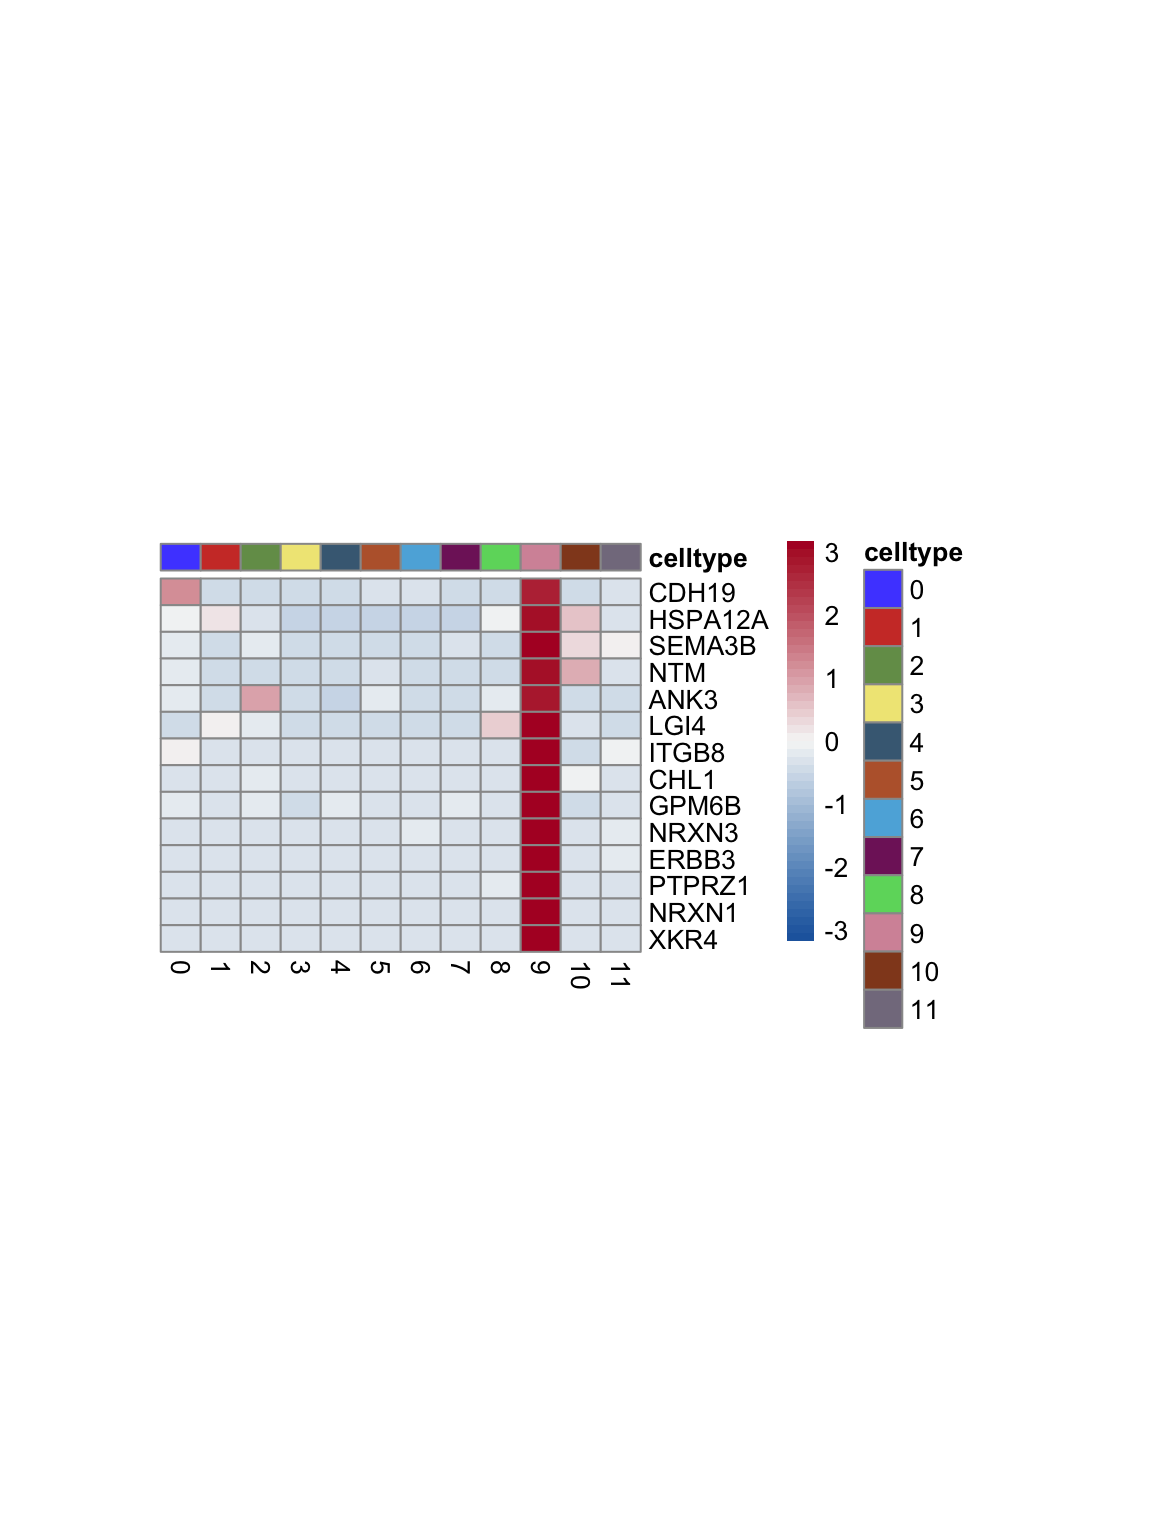 celltype
CDH19
HSPA12A
SEMA3B
NTM
ANK3
LGI4
ITGB8
CHL1
GPM6B
NRXN3
ERBB3
PTPRZ1
NRXN1
XKR4
0 1 2 3 4 5 6 7 8 9 10 11
3
2
1
0
-1
-2
-3
celltype
0
1
2
3
4
5
6
7
8
9
10
11